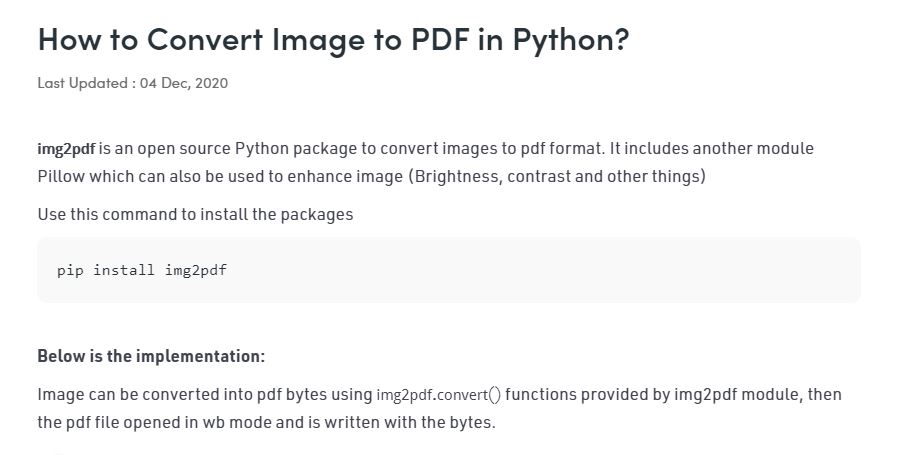 How to Convert Image to PDF in Python?
Last Updated : 04 Dec, 2020
img2pdf is an open source Python package to convert images to pdf format. It includes another module
Pillow which can also be used to enhance image (Brightness, contrast and other things)
Use this command to install the packages
pip install img2pdf
Below is the implementation:
Image can be converted into pdf bytes using img2pdf.convert() functions provided by img2pdf module, then
the pdf file opened in wb mode and is written with the bytes.